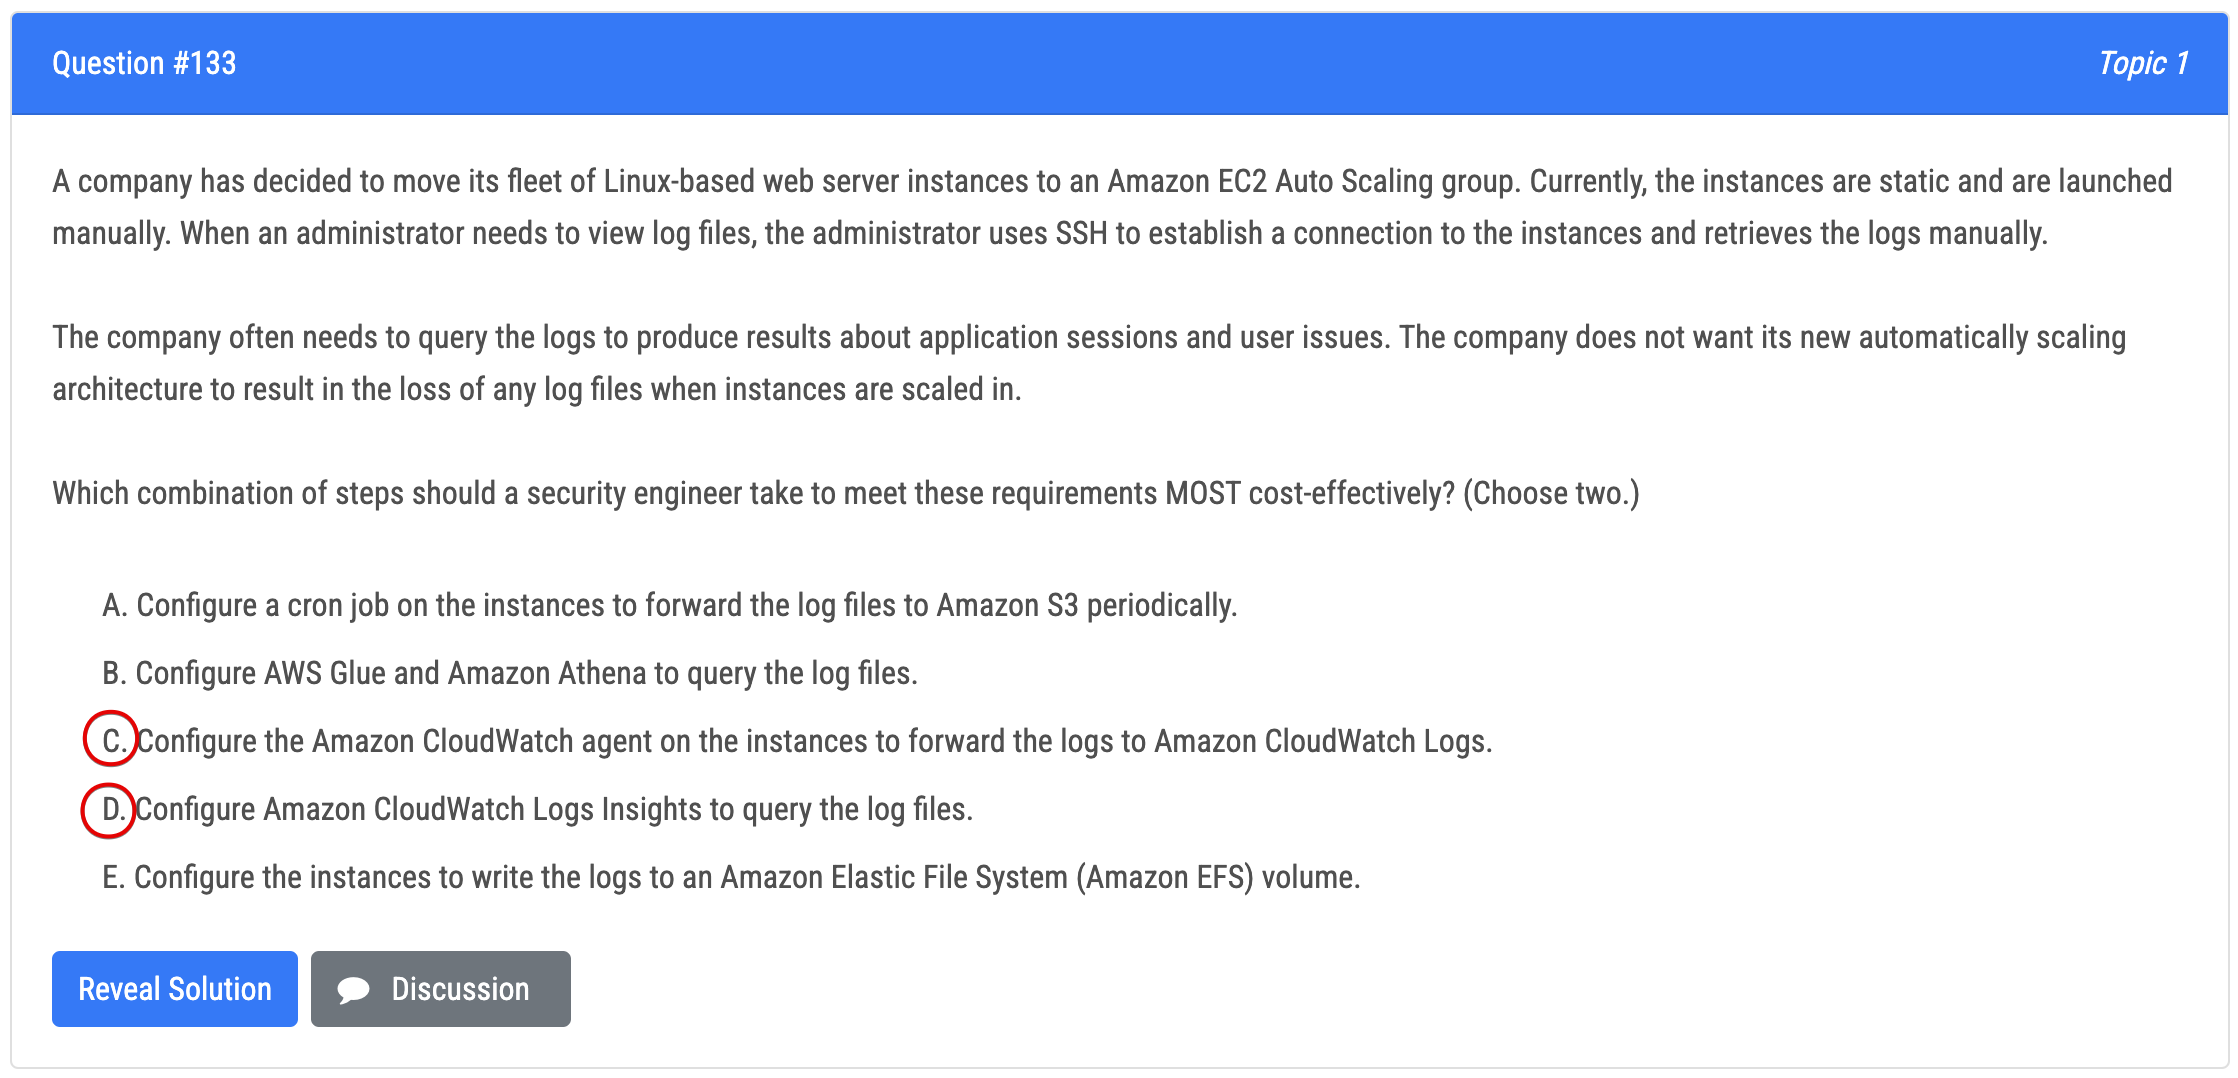 Question #133
Topic 1
A company has decided to move its fleet of Linux-based web server instances to an Amazon EC2 Auto Scaling group. Currently, the instances are static and are launched
manually. When an administrator needs to view log files, the administrator uses SSH to establish a connection to the instances and retrieves the logs manually.
The company often needs to query the logs to produce results about application sessions and user issues. The company does not want its new automatically scaling
architecture to result in the loss of any log files when instances are scaled in.
Which combination of steps should a security engineer take to meet these requirements MOST cost-effectively? (Choose two.)
A. Configure a cron job on the instances to forward the log files to Amazon S3 periodically.
B. Configure AWS Glue and Amazon Athena to query the log files.
C. Configure the Amazon CloudWatch agent on the instances to forward the logs to Amazon CloudWatch Logs.
D. Configure Amazon CloudWatch Logs Insights to query the log files.
E. Configure the instances to write the logs to an Amazon Elastic File System (Amazon EFS) volume.
Reveal Solution
Discussion